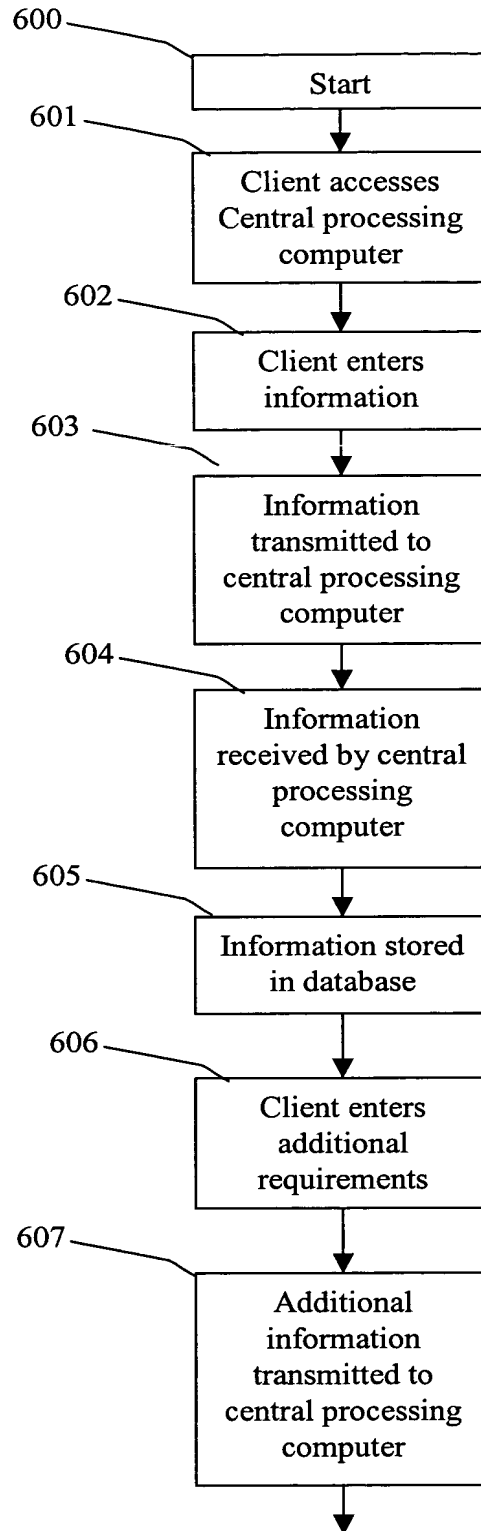 600
Start
601
Client accesses
Central processing
computer
602
Client enters
information
603
Information
transmitted to
central processing
computer
604
Information
received by central
processing
computer
605
Information stored
in database
606
Client enters
additional
requirements
607
Additional
information
transmitted to
central processing
computer